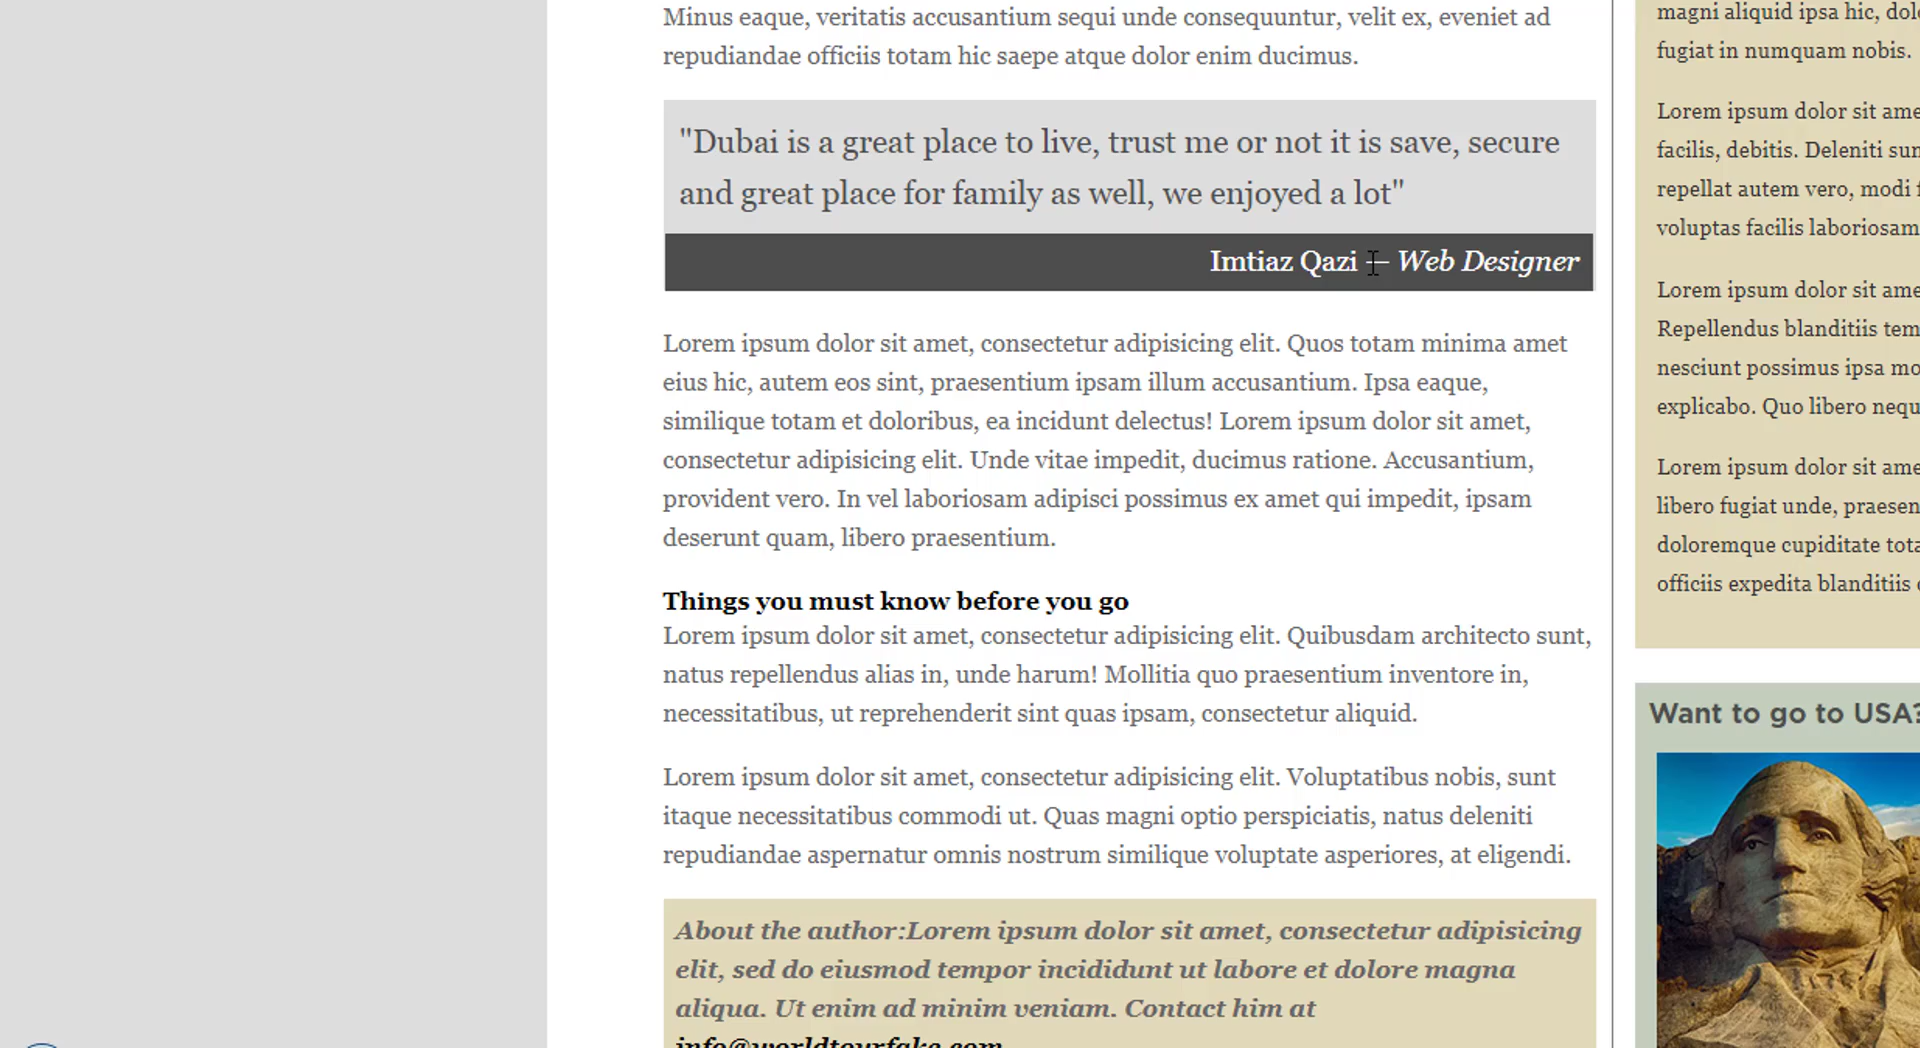 Minus eaque, veritatis accusantium sequi unde consequuntur, velit ex, eveniet ad
repudiandae officiis totam hic saepe atque dolor enim ducimus.
"Dubai is a great place to live, trust me or not it is save, secure
and great place for family as well, we enjoyed a lot"
Imtiaz Qazi — Web Designer
Lorem ipsum dolor sit amet, consectetur adipisicing elit. Quos totam minima amet
eius hic, autem eos sint, praesentium ipsam illum accusantium. Ipsa eaque,
similique totam et doloribus, ea incidunt delectus! Lorem ipsum dolor sit amet,
consectetur adipisicing elit. Unde vitae impedit, ducimus ratione. Accusantium,
provident vero. In vel laboriosam adipisci possimus ex amet qui impedit, ipsam
deserunt quam, libero praesentium.
Things you must know before you go
Lorem ipsum dolor sit amet, consectetur adipisicing elit. Quibusdam architecto sunt,
natus repellendus alias in, unde harum! Mollitia quo praesentium inventore in,
necessitatibus, ut reprehenderit sint quas ipsam, consectetur aliquid.
Lorem ipsum dolor sit amet, consectetur adipisicing elit. Voluptatibus nobis, sunt
itaque necessitatibus commodi ut. Quas magni optio perspiciatis, natus deleniti
repudiandae aspernatur omnis nostrum similique voluptate asperiores, at eligendi.
About the author:Lorem ipsum dolor sit amet, consectetur adipisicing
elit, sed do eiusmod tempor incididunt ut labore et dolore magna
aliqua. Ut enim ad minim veniam. Contact him at
info@worldtourfake.com
magni aliquid ipsa hic,
fugiat in numquam nobis.
Lorem ipsum dolor sit
facilis, debitis. Deleniti
repellat autem vero, modi
voluptas facilis laboriosam
Lorem ipsum dolor sit
Repellendus blanditiis
nesciunt possimus ipsa
explicabo. Quo libero
Lorem ipsum dolor sit
libero fugiat unde,
doloremque cupiditate
officiis expedita blanditiis
Want to go to USA?